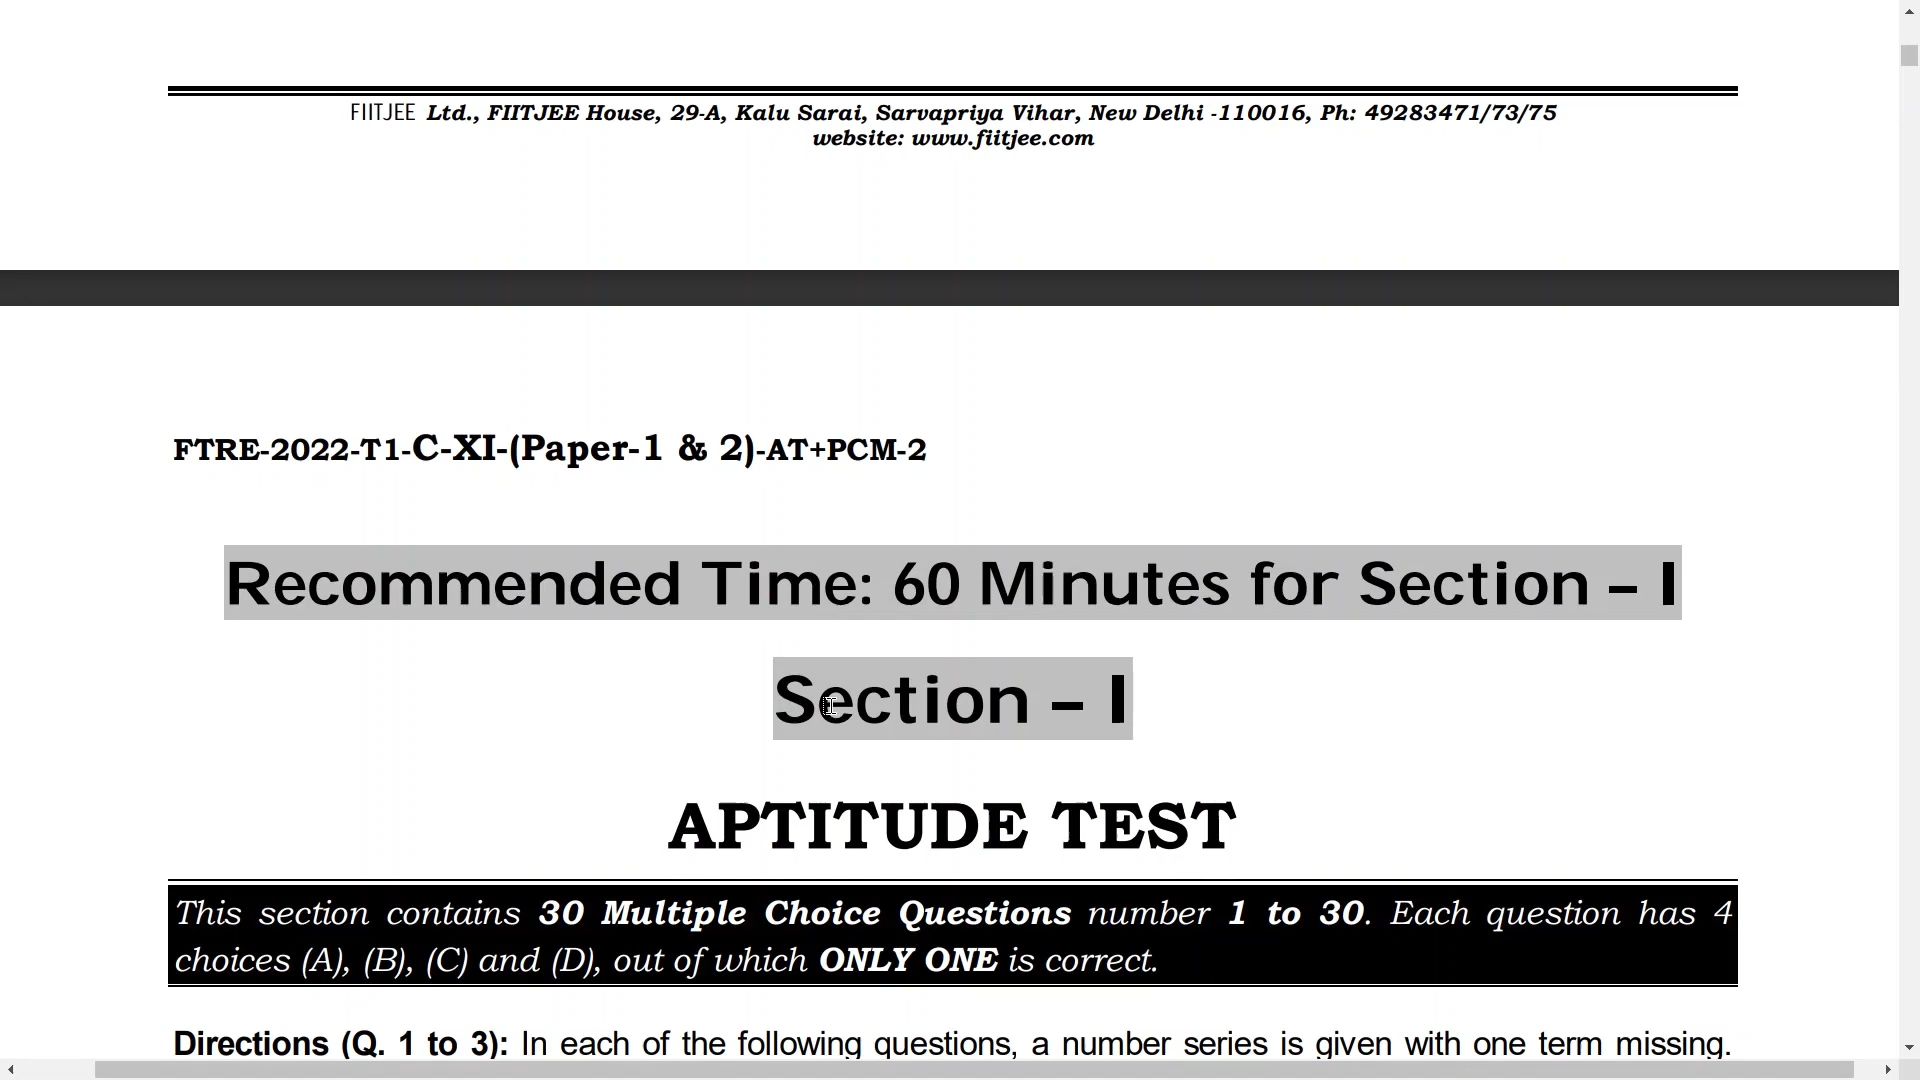 FIITJEE Ltd., FIITJEE House, 29-A, Kalu Sarai, Sarvapriya Vihar, New Delhi -110016, Ph: 49283471/73/75
website: www.fiitjee.com
FTRE-2022-T1-C-XI-(Paper-1 & 2)-AT+PCM-2
Recommended Time: 60 Minutes for Section – I
Section – I
APTITUDE TEST
This section contains 30 Multiple Choice Questions number 1 to 30. Each question has 4
choices (A), (B), (C) and (D), out of which ONLY ONE is correct.
Directions (Q. 1 to 3): In each of the following questions, a number series is given with one term missing.